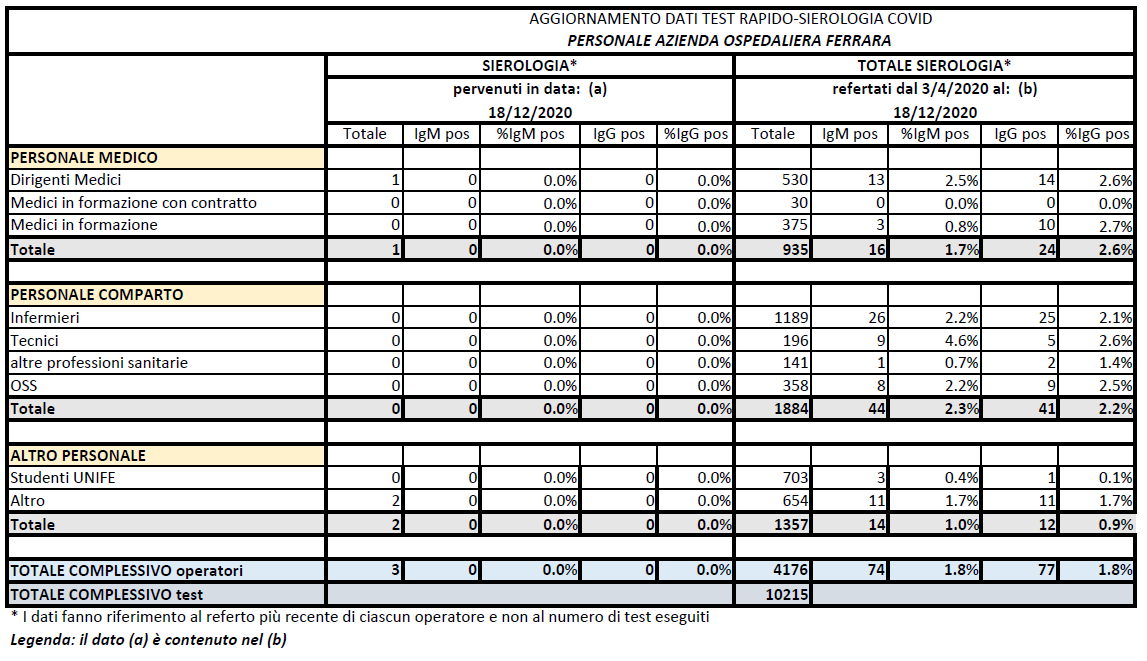 AGGIORNAMENTO DATI TEST RAPIDO-SIEROLOGIA COVID
PERSONALE AZIENDA OSPEDALIERA FERRARA
SIEROLOGIA* TOTALE SIEROLOGIA*
pervenuti in data: (a) refertati dal 3/4/2020 al: (b)
18/12/2020 18/12/2020
Totale IgM pos %IgM pos IgG pos %IgG pos Totale IgM pos %IgM pos IgG pos %IgG pos
PERSONALE MEDICO
Dirigenti Medici 1 0 0.0% 0 0.0% 530 13 2.5% 14 2.6%
Medici in formazione con contratto 0 0 0.0% 0 0.0% 30 0 0.0% 0 0.0%
Medici in formazione 0 0 0.0% 0 0.0% 375 3 0.8% 10 2.7%
Totale 1 0 0.0% 0 0.0% 935 16 1.7% 24 2.6%
PERSONALE COMPARTO
Infermieri 0 0 0.0% 0 0.0% 1189 26 2.2% 25 2.1%
Tecnici 0 0 0.0% 0 0.0% 196 9 4.6% 5 2.6%
altre professioni sanitarie 0 0 0.0% 0 0.0% 141 1 0.7% 2 1.4%
OSS 0 0 0.0% 0 0.0% 358 8 2.2% 9 2.5%
Totale 0 0 0.0% 0 0.0% 1884 44 2.3% 41 2.2%
ALTRO PERSONALE
Studenti UNIFE 0 0 0.0% 0 0.0% 703 3 0.4% 1 0.1%
Altro 2 0 0.0% 0 0.0% 654 11 1.7% 11 1.7%
Totale 2 0 0.0% 0 0.0% 1357 14 1.0% 12 0.9%
TOTALE COMPLESSIVO operatori 3 0 0.0% 0 0.0% 4176 74 1.8% 77 1.8%
TOTALE COMPLESSIVO test 10215
* I dati fanno riferimento al referto più recente di ciascun operatore e non al numero di test eseguiti
Legenda: il dato (a) è contenuto nel (b)